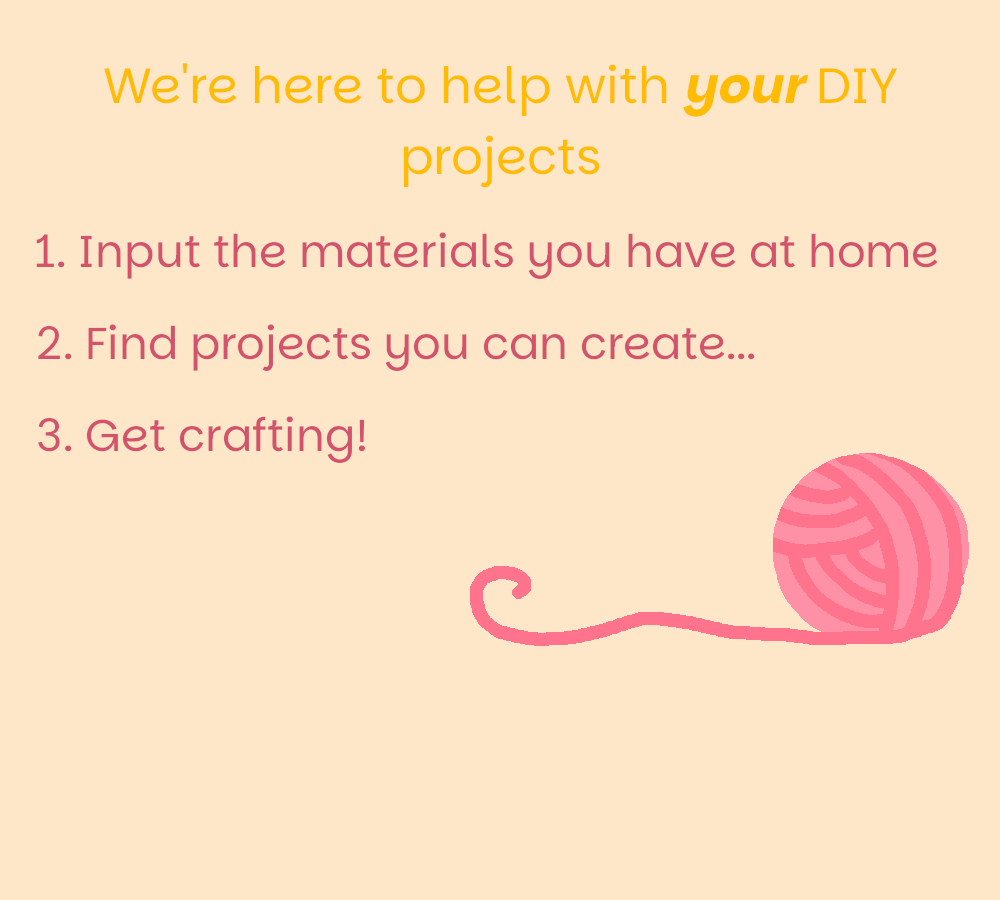 We're here to help with your DIY
projects
1. Input the materials you have at home
2. Find projects you can create...
3. Get crafting!